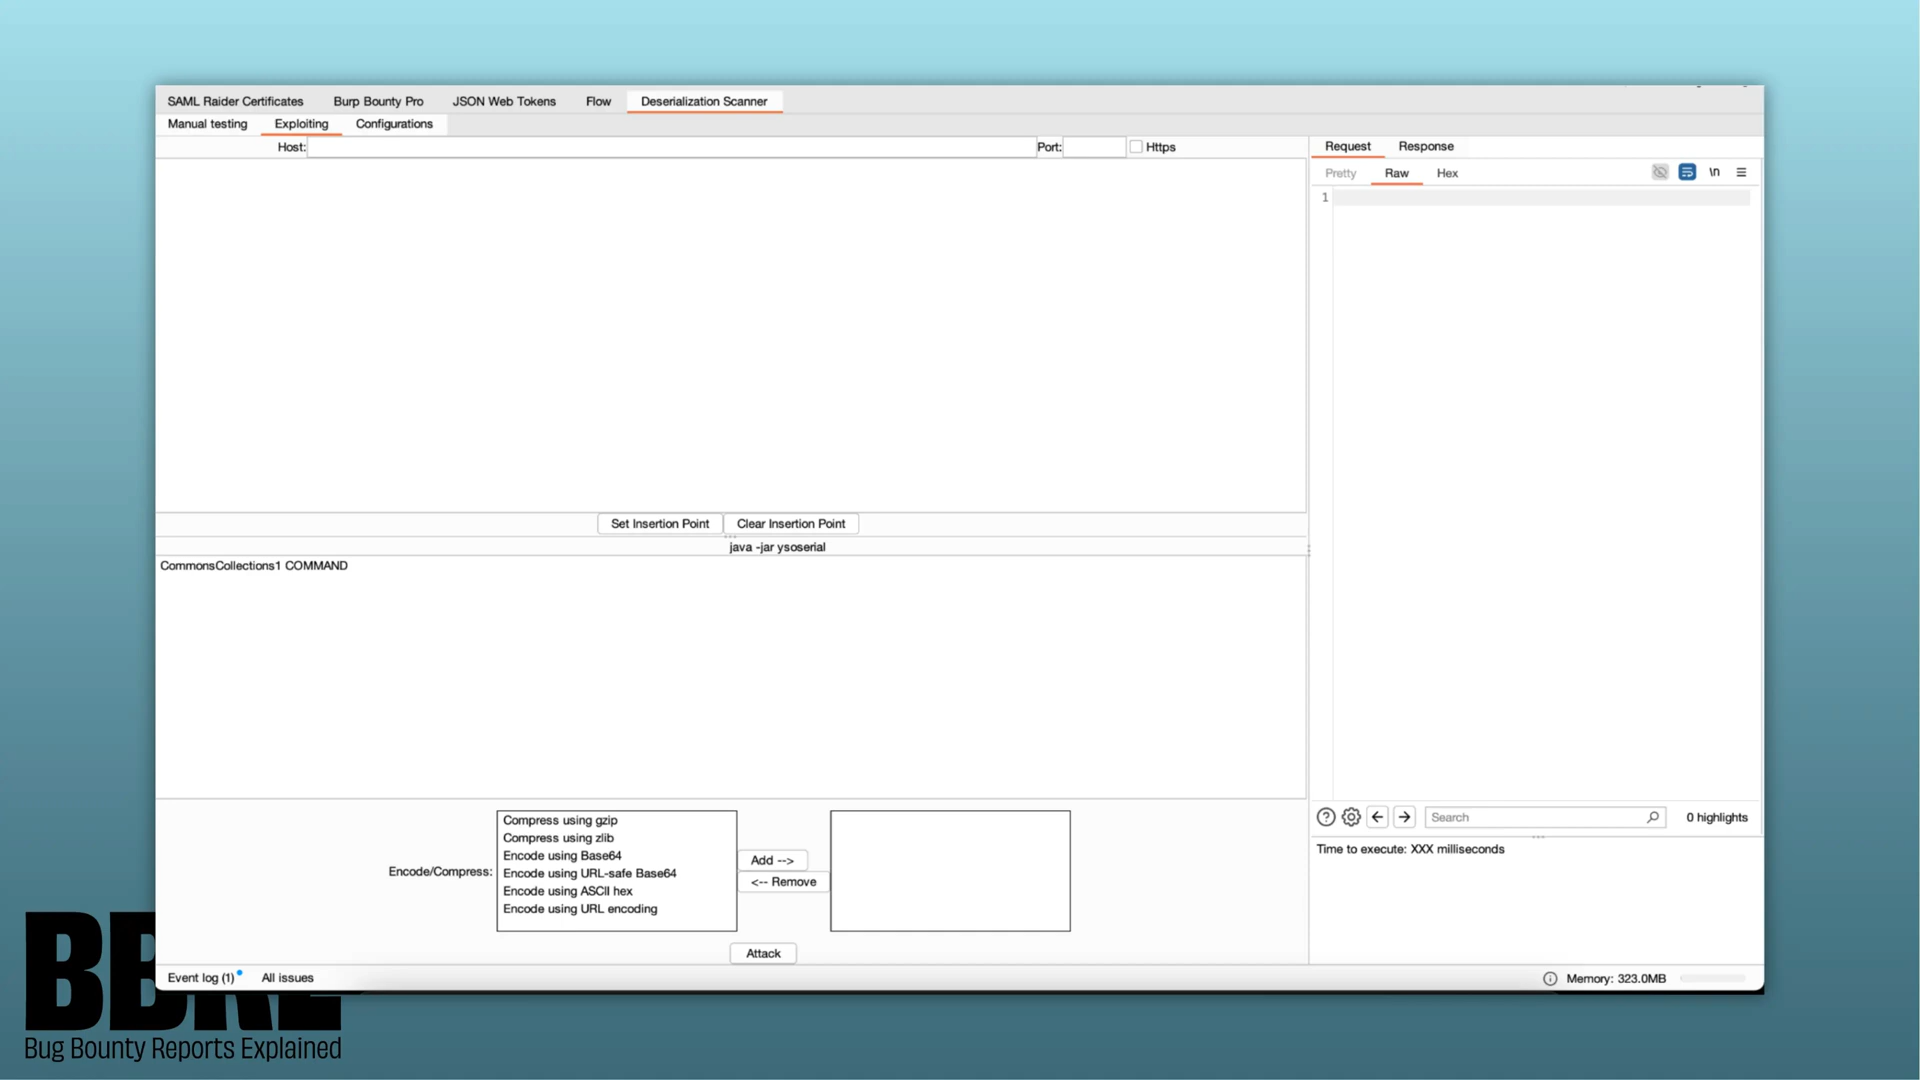 SAML Raider Certificates Burp Bounty Pro JSON Web Tokens Flow Deserialization Scanner
Manual testing Exploiting Configurations
Host: Port: Https
Request Response
Pretty Raw Hex \n
1
Set Insertion Point Clear Insertion Point
java -jar ysoserial
CommonsCollections1 COMMAND
Encode/Compress:
Compress using gzip
Compress using zlib
Encode using Base64
Encode using URL-safe Base64
Encode using ASCII hex
Encode using URL encoding
Add -->
<-- Remove
Attack
Search 0 highlights
Time to execute: XXX milliseconds
Event log (1) All issues
Memory: 323.0MB
Bug Bounty Reports Explained